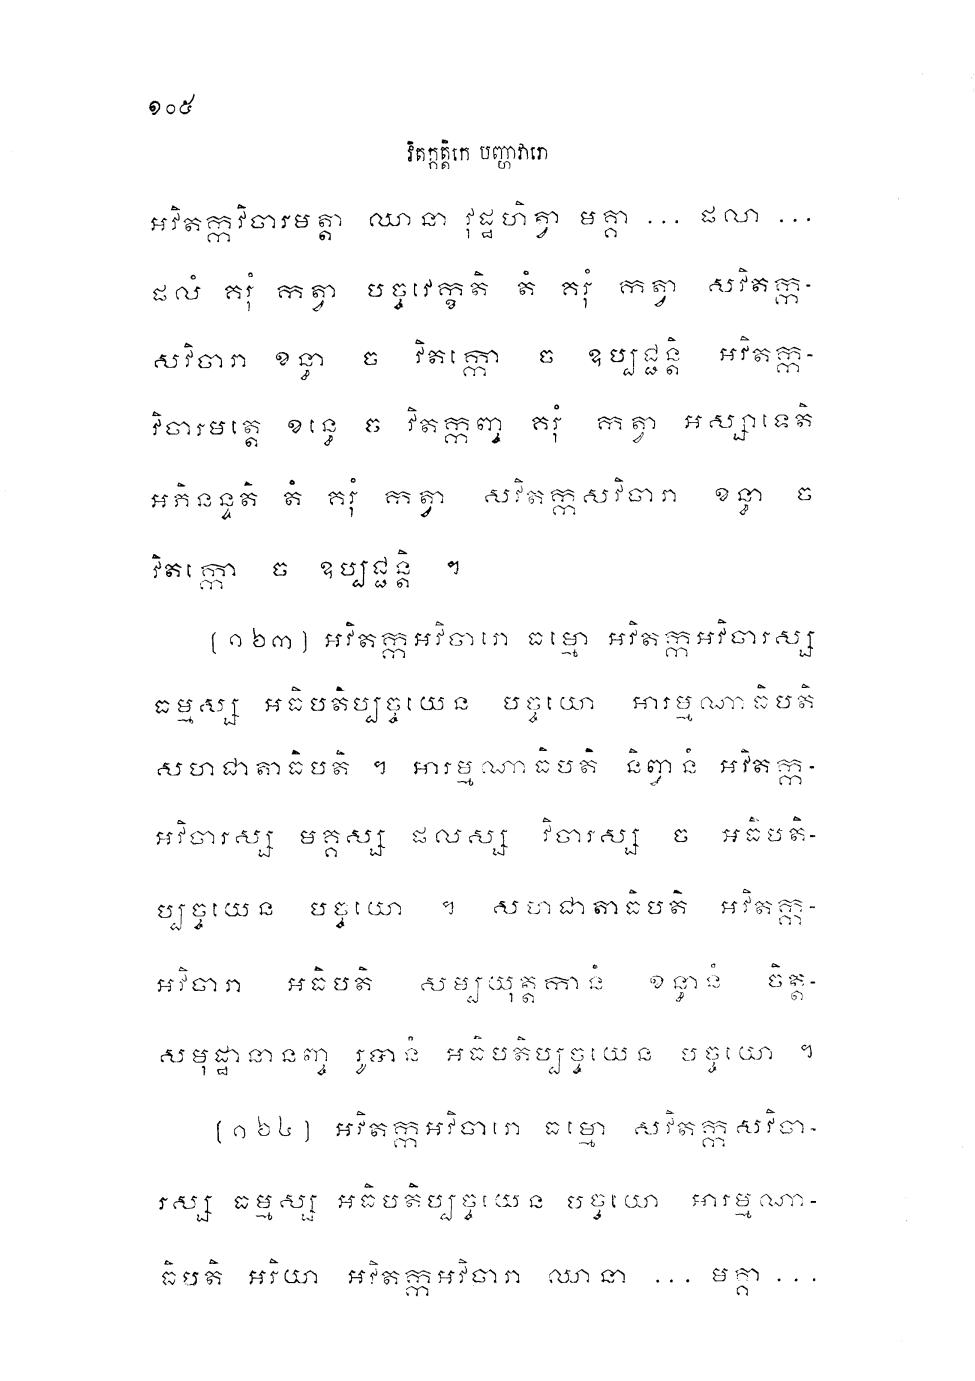 ១០៥
វិតក្កត្តិកេ បញ្ហាវារោ
អវិតក្កវិចារមត្តា ឈានា វុដ្ឋហិត្វា មគ្គា ... ផលា ...
ផលំ គរុំ កត្វា បច្ចវេក្ខតិ តំ គរុំ កត្វា សវិតក្ក-
សវិចារា ខន្ធា ច វិតក្កោ ច ឧប្បជ្ជន្តិ អវិតក្ក-
វិចារមត្តេ ខន្ធេ ច វិតក្កញ្ច គរុំ កត្វា អស្សាទេតិ
អភិនន្ទតិ តំ គរុំ កត្វា សវិតក្កសវិចារា ខន្ធា ច
វិតក្កោ ច ឧប្បជ្ជន្តិ ។
(១២៣) អវិតក្កអវិចារោ ធម្មោ អវិតក្កអវិចារស្ស
ធម្មស្ស អធិបតិប្បច្ចយេន បច្ចយោ អារម្មណាធិបតិ
សហជាតាធិបតិ ។ អារម្មណាធិបតិ និព្វានំ អវិតក្ក-
អវិចារស្ស មគ្គស្ស ផលស្ស វិចារស្ស ច អធិបតិ-
ប្បច្ចយេន បច្ចយោ ។ សហជាតាធិបតិ អវិតក្ក-
អវិចារា អធិបតិ សម្បយុត្តកានំ ខន្ធានំ ចិត្ត-
សមុដ្ឋានានញ្ច រូបានំ អធិបតិប្បច្ចយេន បច្ចយោ ។
(១២៤) អវិតក្កអវិចារោ ធម្មោ សវិតក្កសវិចា-
រស្ស ធម្មស្ស អធិបតិប្បច្ចយេន បច្ចយោ អារម្មណា-
ធិបតិ អរិយា អវិតក្កអវិចារា ឈានា ... មគ្គា ...